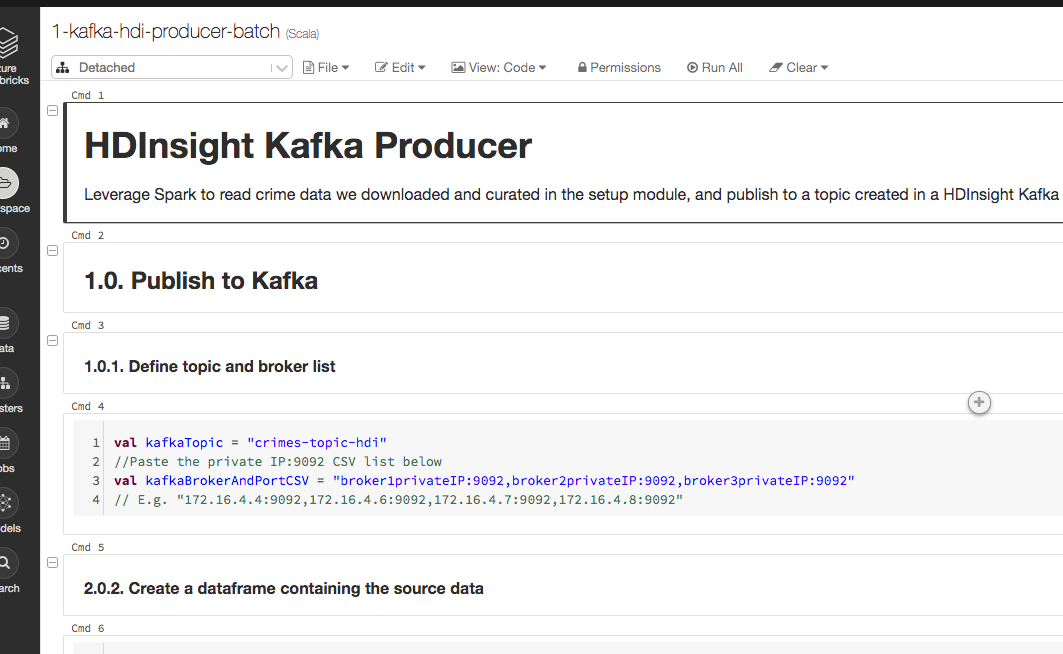 1-kafka-hdi-producer-batch (Scala)
Detached File Edit View: Code Permissions Run All Clear
ure
bricks
ome
space
cents
ata
sters
obs
dels
arch
Cmd 1
HDInsight Kafka Producer
Leverage Spark to read crime data we downloaded and curated in the setup module, and publish to a topic created in a HDInsight Kafka
Cmd 2
1.0. Publish to Kafka
Cmd 3
1.0.1. Define topic and broker list
Cmd 4
1 val kafkaTopic = "crimes-topic-hdi"
2 //Paste the private IP:9092 CSV list below
3 val kafkaBrokerAndPortCSV = "broker1privateIP:9092,broker2privateIP:9092,broker3privateIP:9092"
4 // E.g. "172.16.4.4:9092,172.16.4.6:9092,172.16.4.7:9092,172.16.4.8:9092"
Cmd 5
2.0.2. Create a dataframe containing the source data
Cmd 6